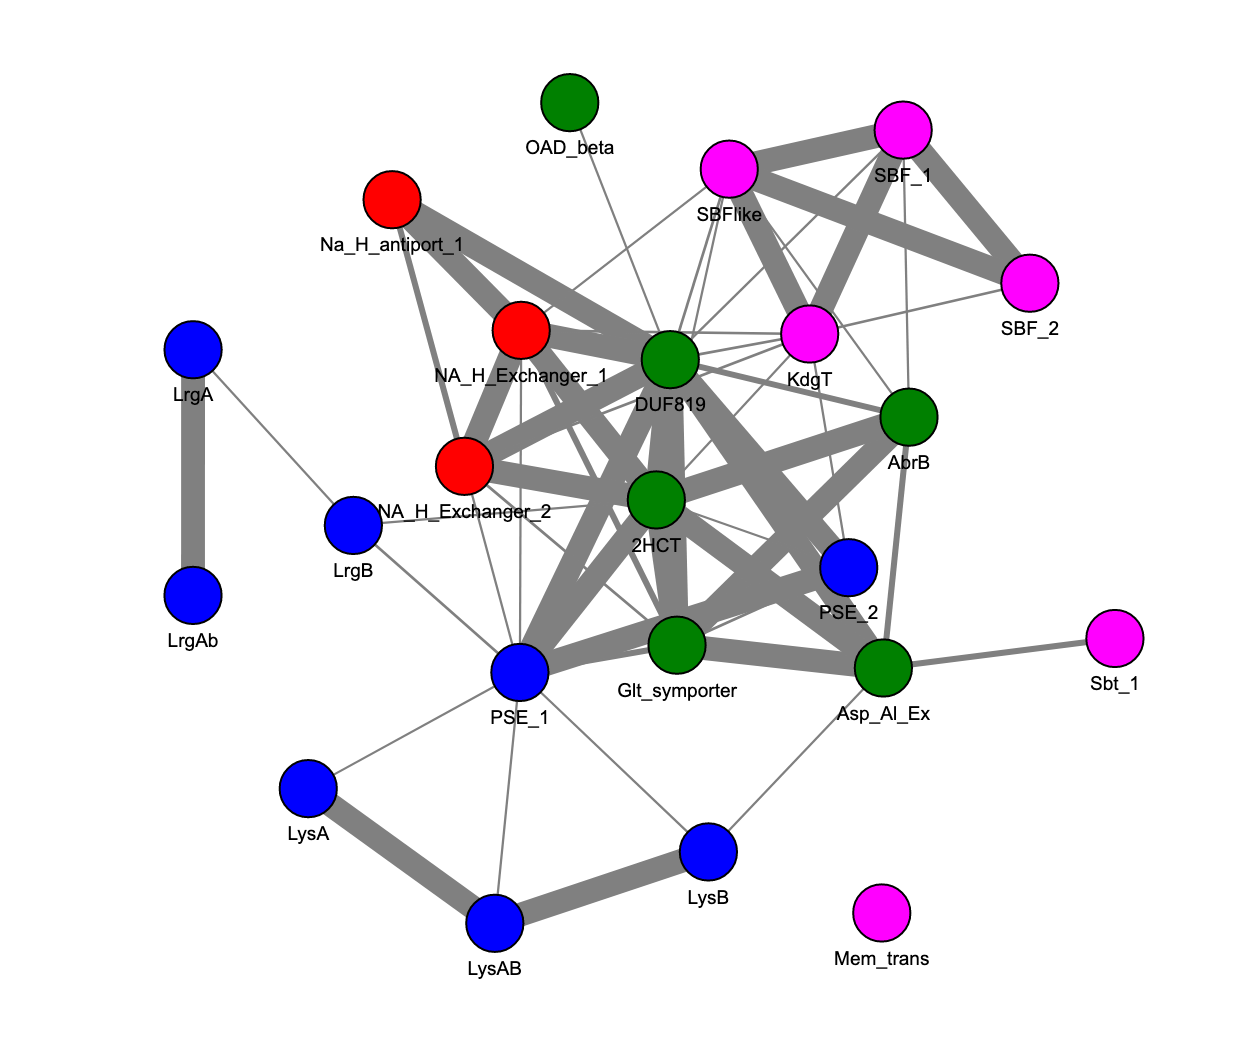 OAD_beta
SBF_1
SBFlike
Na_H_antiport_1
SBF_2
NA_H_Exchanger_1
KdgT
LrgA
DUF819
AbrB
NA_H_Exchanger_2
2HCT
LrgB
PSE_2
LrgAb
Glt_symporter
Sbt_1
PSE_1
Asp_Al_Ex
LysA
LysB
Mem_trans
LysAB